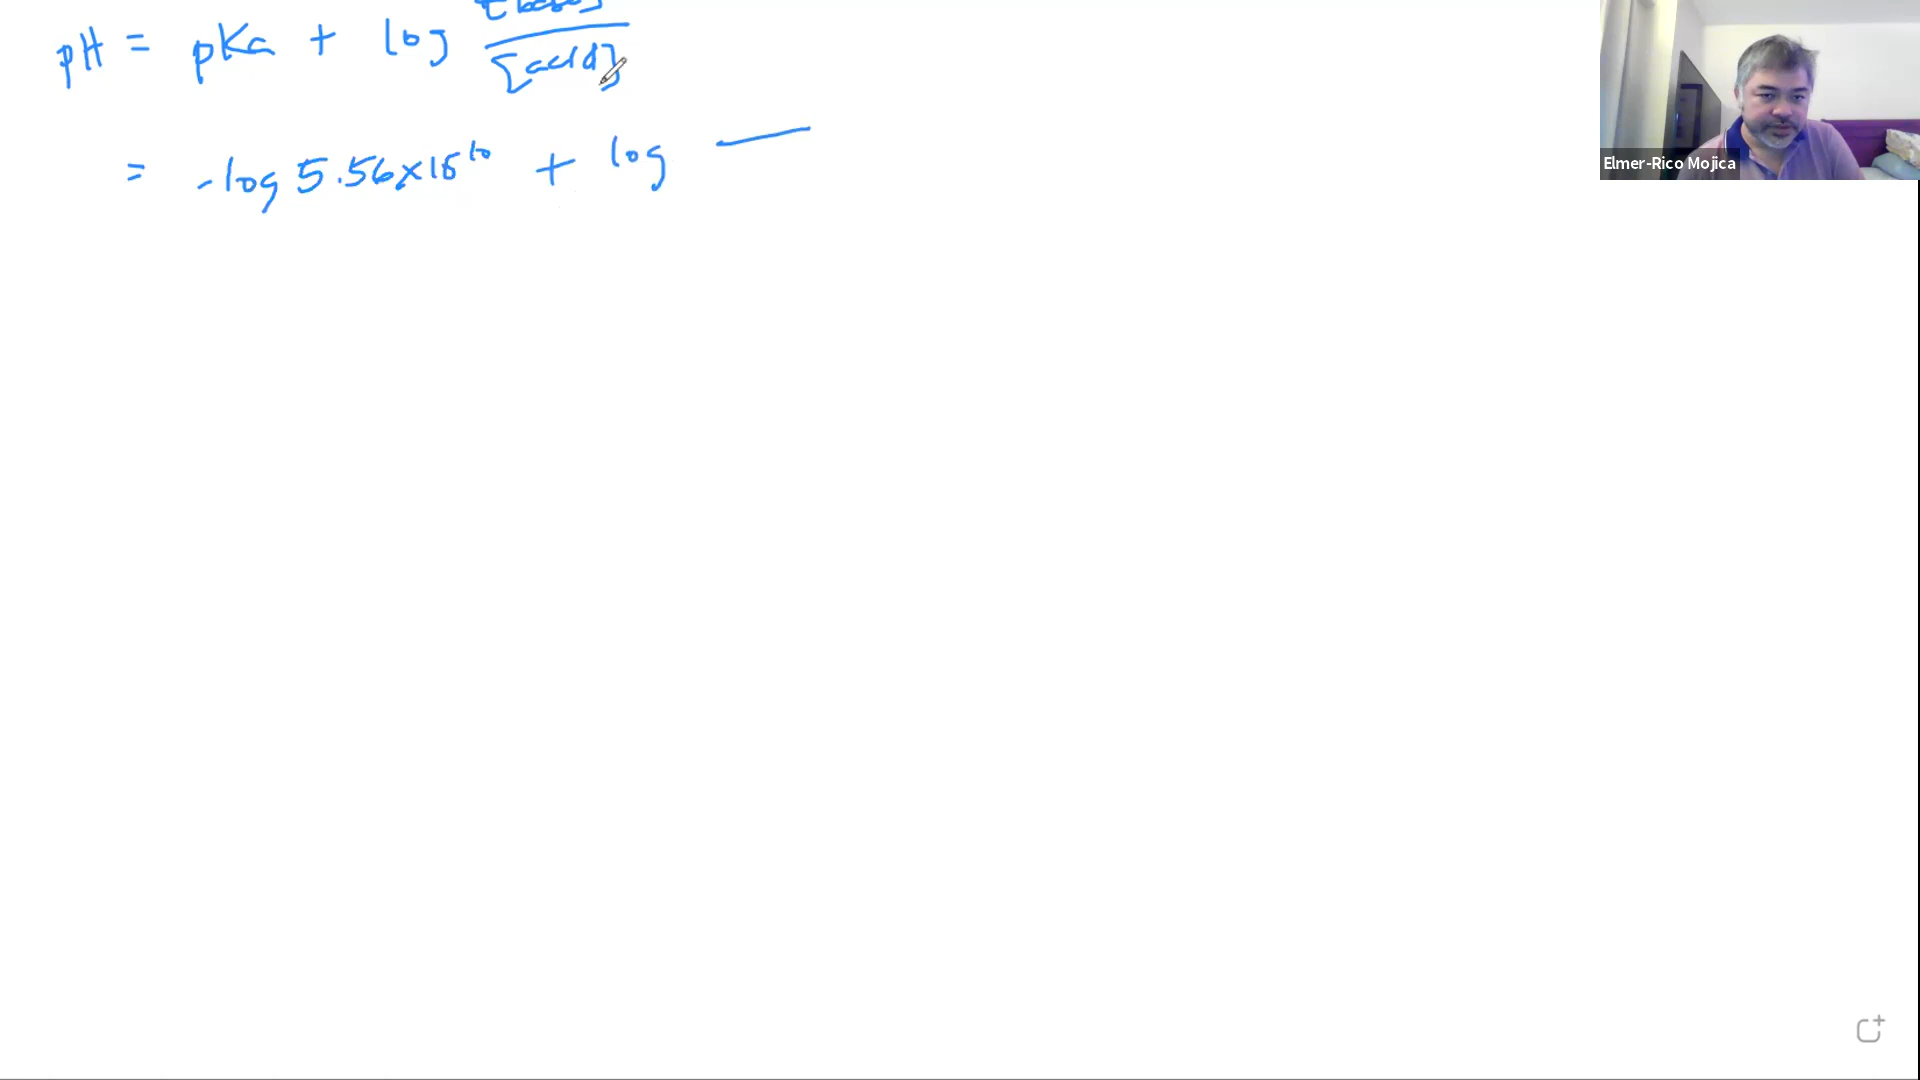 pH = pKa + log [base]/[acid]
= -log 5.56x10^-10 + log
Elmer-Rico Mojica